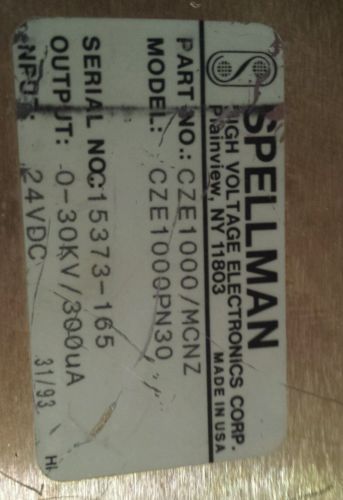 SPELLMAN
HIGH VOLTAGE ELECTRONICS CORP.
Plainview, NY 11803 MADE IN USA
PART NO.: CZE1000/MCNZ
MODEL: CZE1000PN30
SERIAL NO: C15373-165
OUTPUT: 0-30KV/300uA
INPUT: 24VDC 31/93 HI